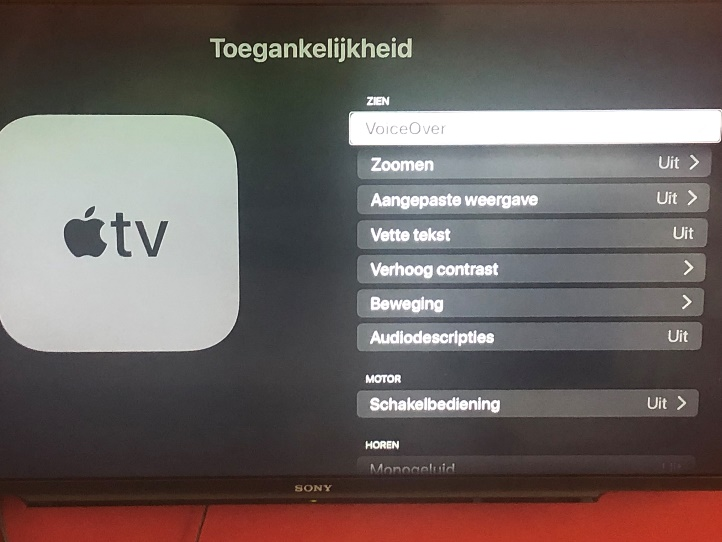 Toegankelijkheid
tv
ZIEN
VoiceOver
Zoomen Uit
Aangepaste weergave Uit
Vette tekst Uit
Verhoog contrast
Beweging
Audiodescripties Uit
MOTOR
Schakelbediening Uit
HOREN
Monogeluid Uit
SONY